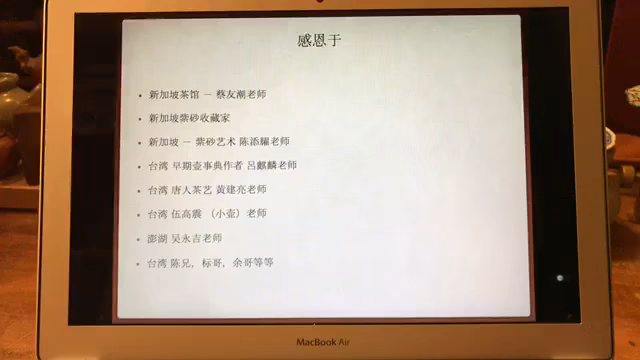 感恩于
• 新加坡茶馆 — 蔡友潮老师
• 新加坡紫砂收藏家
• 新加坡 — 紫砂艺术 陈添耀老师
• 台湾 早期壶事典作者 呂麒麟老师
• 台湾 唐人茶艺 黄建亮老师
• 台湾 伍高震 （小壶）老师
• 澎湖 吴永吉老师
• 台湾 陈兄，标哥，余哥等等
MacBook Air